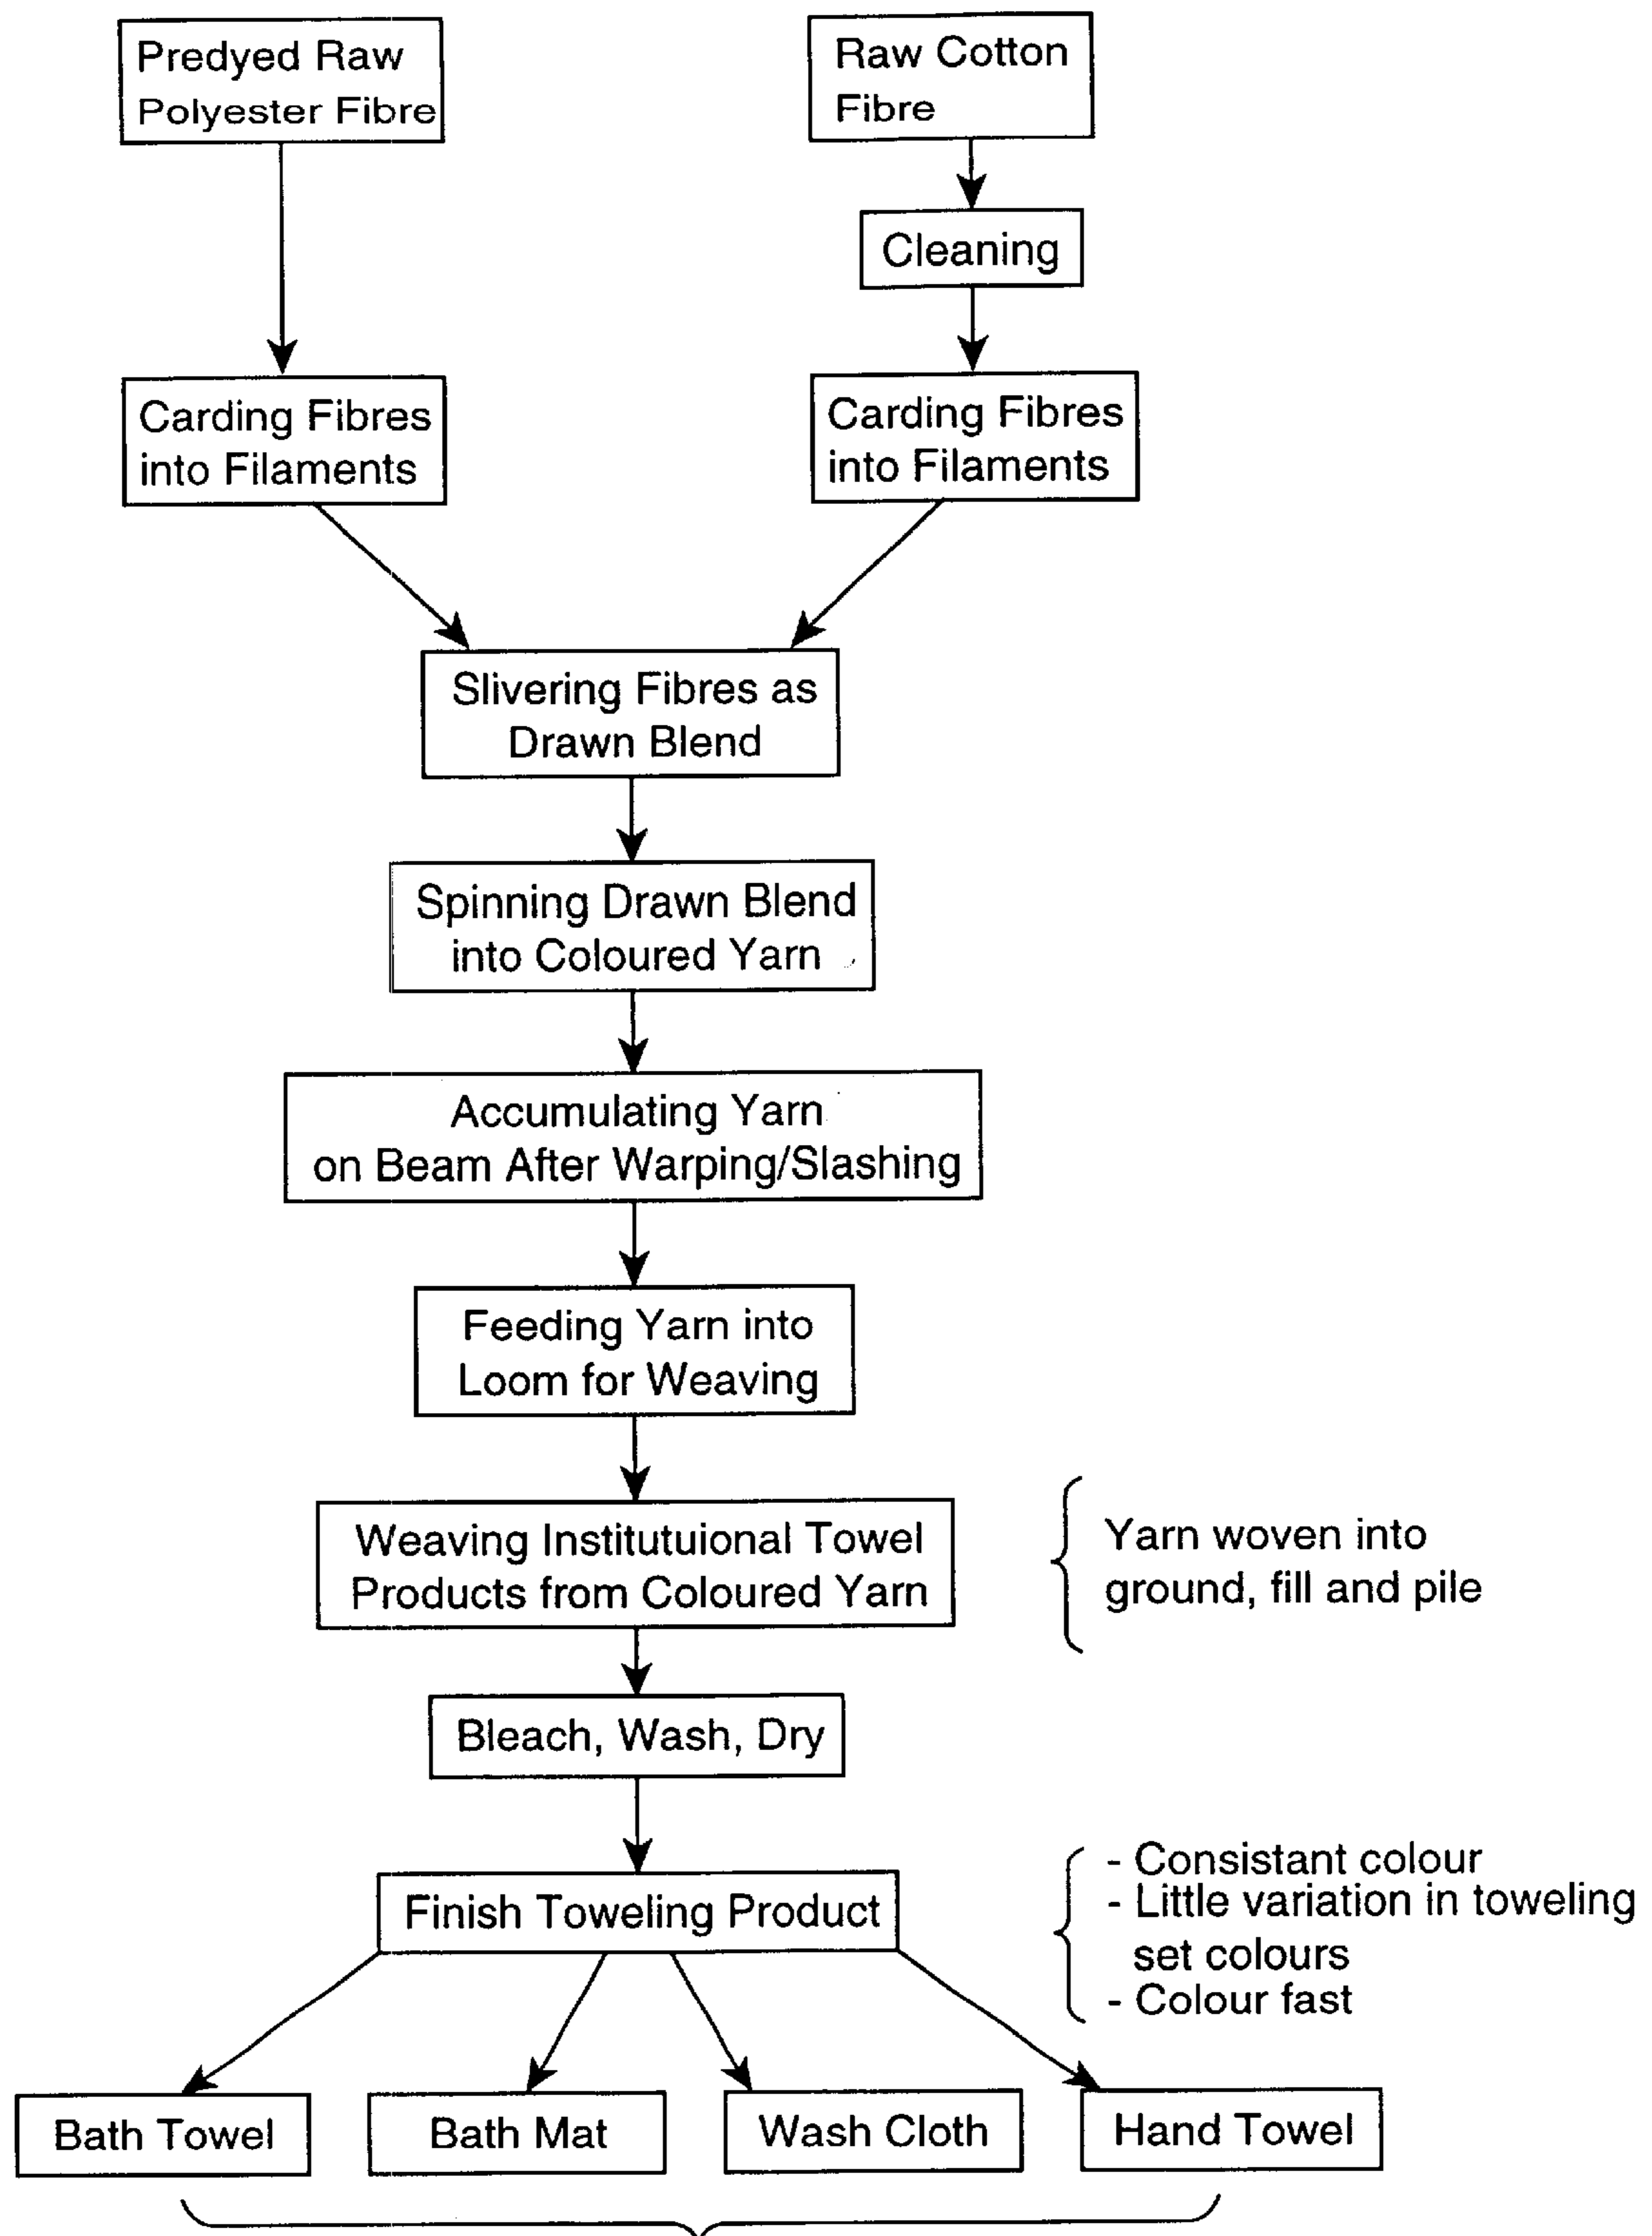 Predyed Raw
Polyester Fibre
Raw Cotton
Fibre
Cleaning
Carding Fibres
into Filaments
Carding Fibres
into Filaments
Slivering Fibres as
Drawn Blend
Spinning Drawn Blend
into Coloured Yarn
Accumulating Yarn
on Beam After Warping/Slashing
Feeding Yarn into
Loom for Weaving
Weaving Institutuional Towel
Products from Coloured Yarn
Yarn woven into
ground, fill and pile
Bleach, Wash, Dry
Finish Toweling Product
- Consistant colour
- Little variation in toweling
set colours
- Colour fast
Bath Towel
Bath Mat
Wash Cloth
Hand Towel